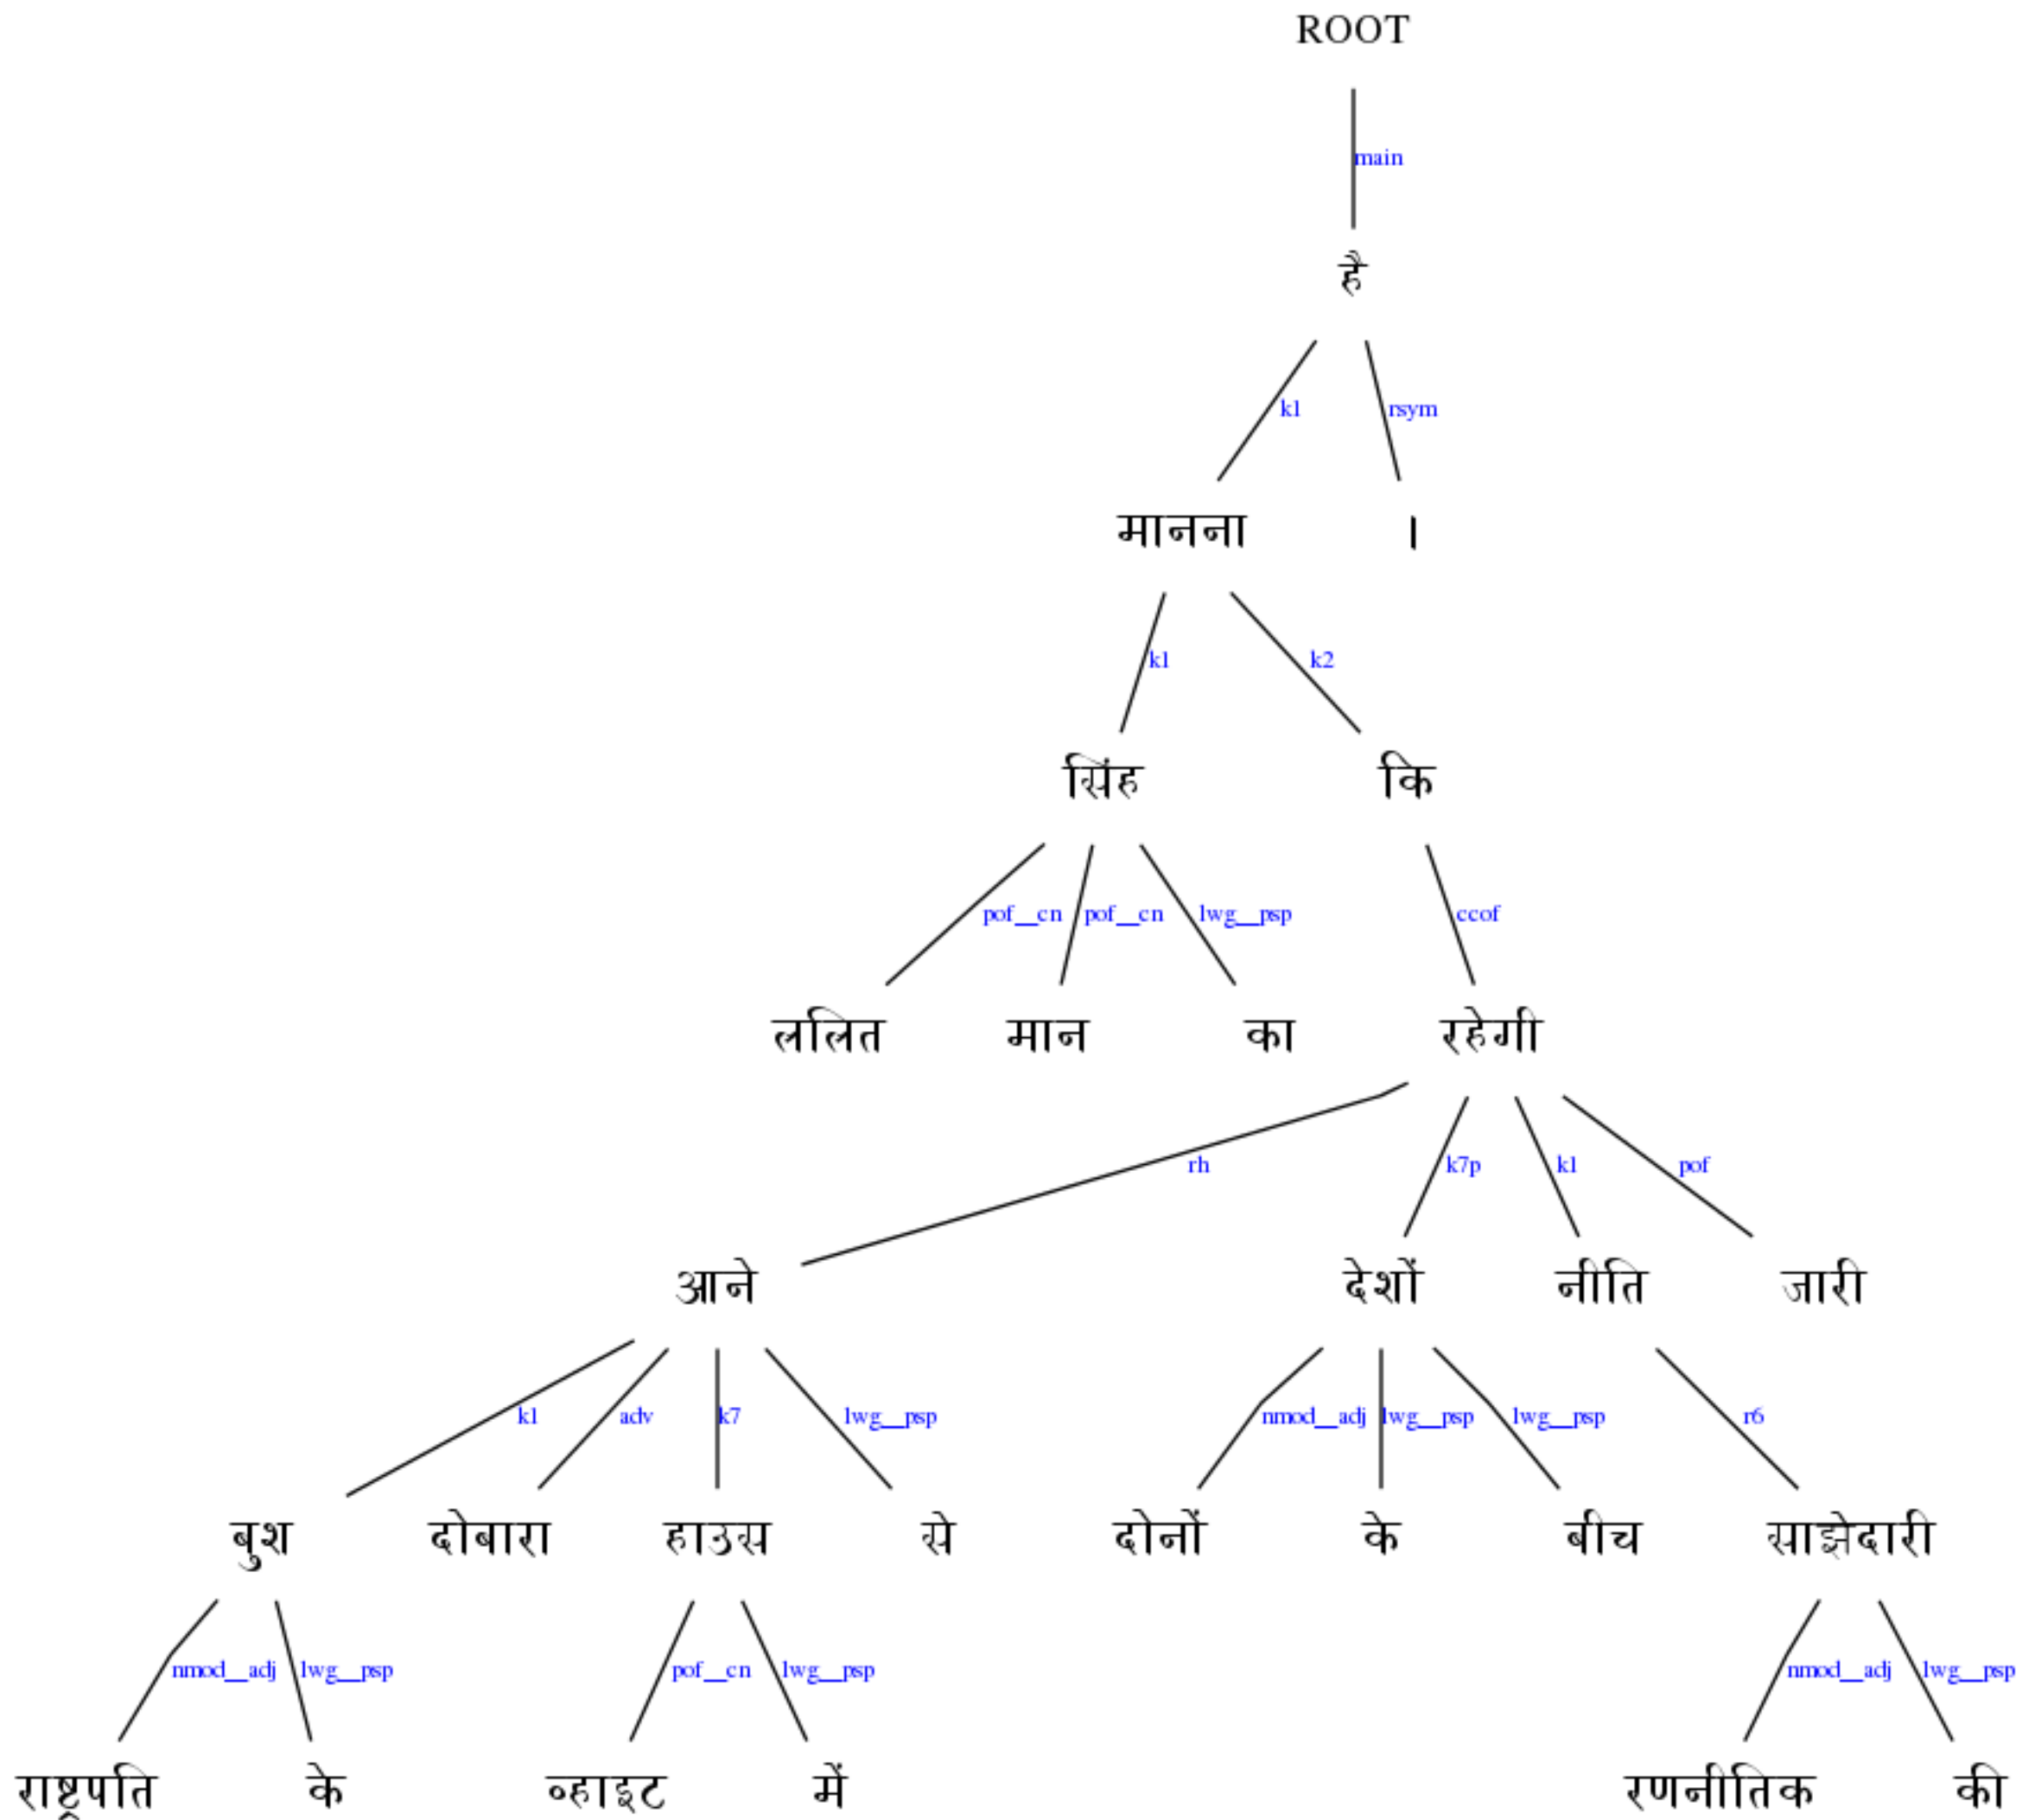 ROOT
main
है
k1 rsym
मानना ।
k1 k2
सिंह कि
pof__cn pof__cn lwg__psp ccof
ललित मान का रहेगी
rh k7p k1 pof
आने देशों नीति जारी
k1 adv k7 lwg__psp nmod__adj lwg__psp lwg__psp r6
बुश दोबारा हाउस से दोनों के बीच साझेदारी
nmod__adj lwg__psp pof__cn lwg__psp nmod__adj lwg__psp
राष्ट्रपति के व्हाइट में रणनीतिक की